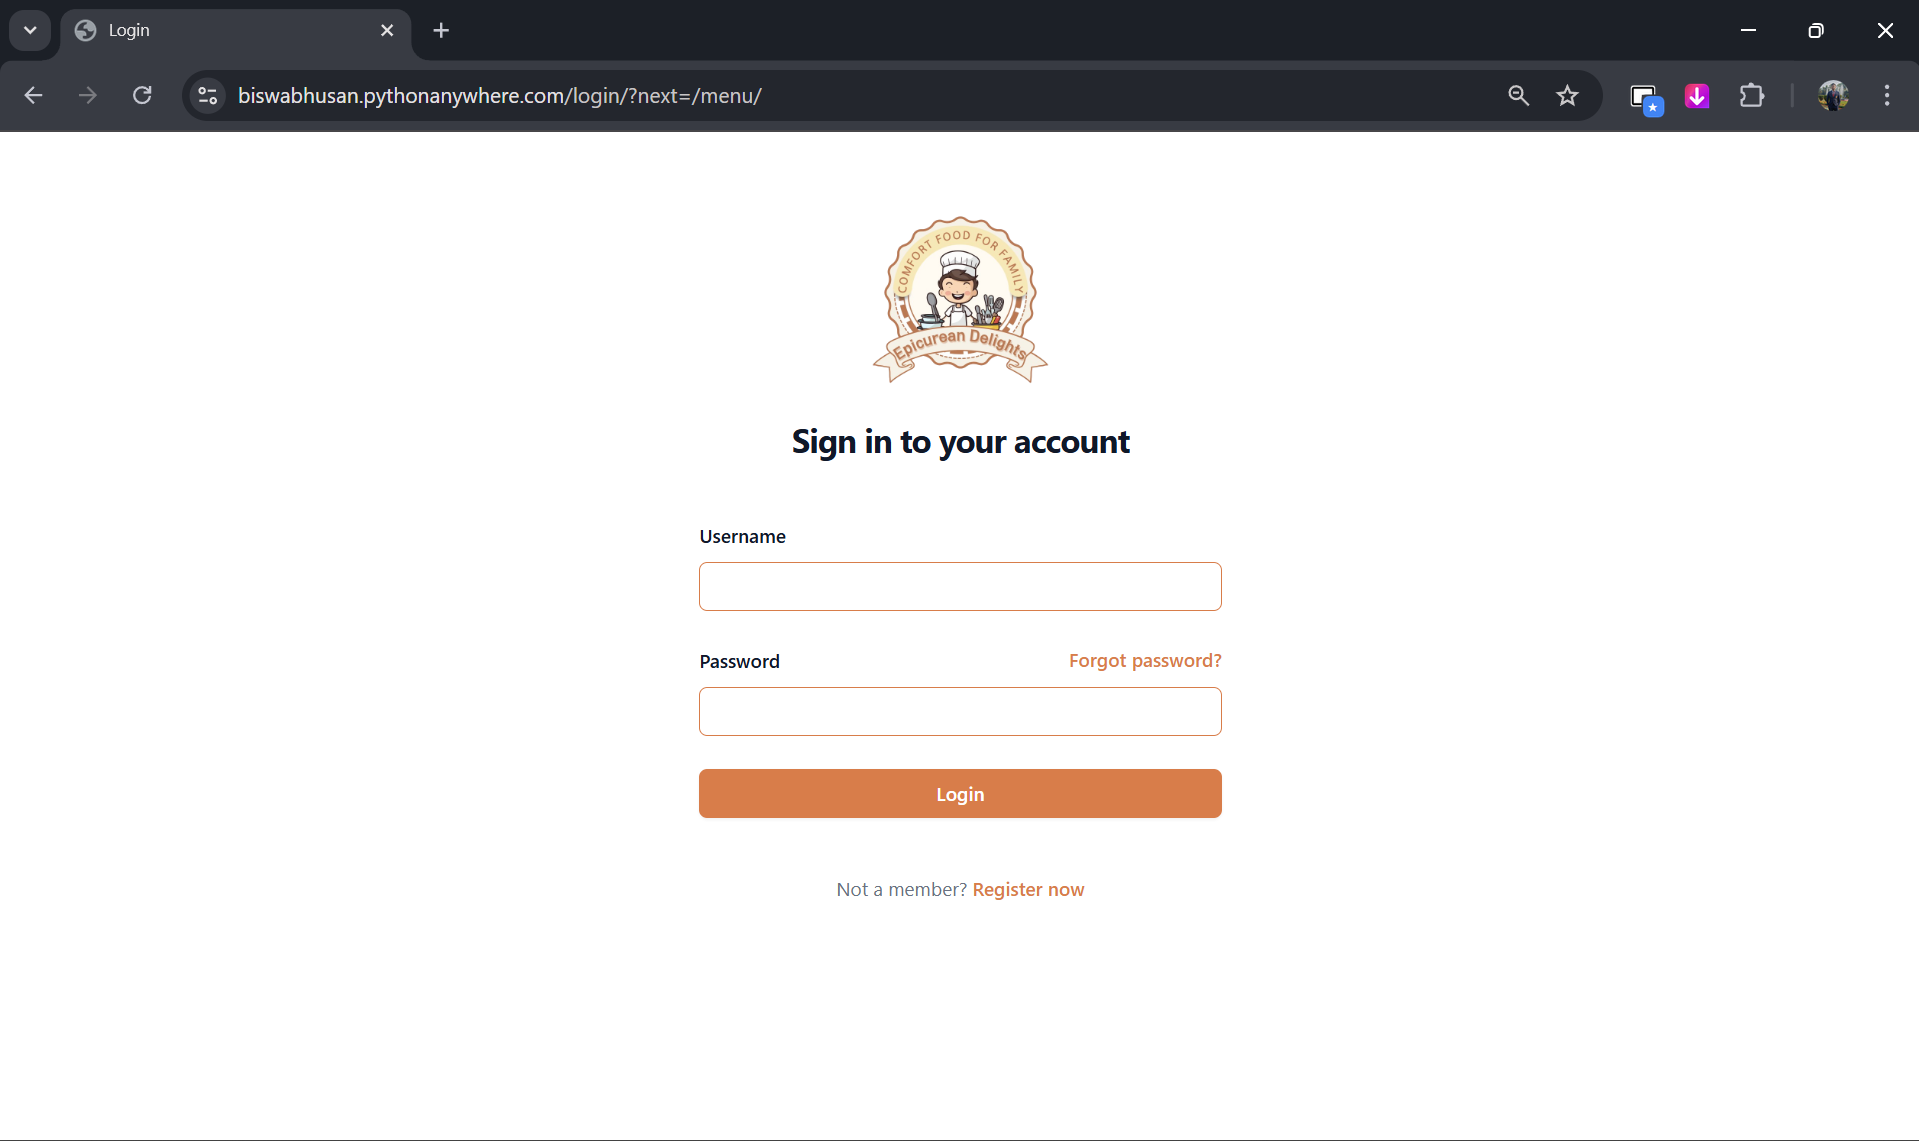 Login
biswabhusan.pythonanywhere.com/login/?next=/menu/
COMFORT FOOD FOR FAMILY
Epicurean Delights
Sign in to your account
Username
Password
Forgot password?
Login
Not a member? Register now